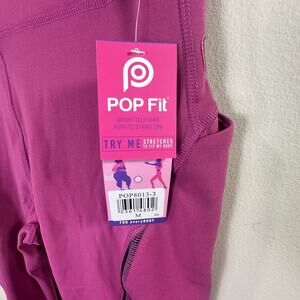 POP Fit
@POPFITCLOTHING
POPFITCLOTHING.COM
TRY ME STRETCHES
TO FIT MY BODY
POP8013-3
M
FOR everyBODY